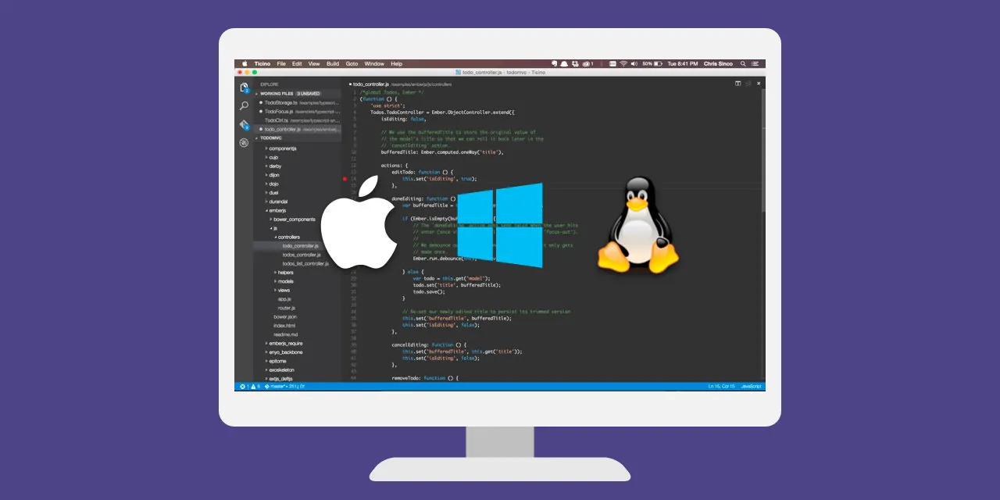 Ticino File Edit View Build Goto Window Help 1 50% Tue 8:41 PM Chris Sinco
todo_controller.js - todomvc - Ticino
EXPLORE
WORKING FILES 3 UNSAVED
TodoStorage.ts /examples/typescri...
TodoFocus.js /examples/typescri...
TodoCtrl.ts /examples/typescript-an...
todo_controller.js /examples/emberj...
TODOMVC
componentjs
cujo
derby
dijon
dojo
duel
durandal
emberjs
bower_components
js
controllers
todo_controller.js
todos_controller.js
todos_list_controller.js
helpers
models
views
app.js
router.js
bower.json
index.html
readme.md
emberjs_require
enyo_backbone
epitome
exoskeleton
extjs_deftjs
todo_controller.js /examples/emberjs/js/controllers
/*global Todos, Ember */
(function () {
'use strict';
Todos.TodoController = Ember.ObjectController.extend({
isEditing: false,
// We use the bufferedTitle to store the original value of
// the model's title so that we can roll it back later in the
// `cancelEditing` action.
bufferedTitle: Ember.computed.oneWay('title'),
actions: {
editTodo: function () {
this.set('isEditing', true);
},
doneEditing: function ()
var bufferedTitle =
if (Ember.isEmpty(
// The `doneEditing` when the user hits
// enter (once 'focus-out').
//
// We debounce only gets
// made once.
Ember.run.debounce(
} else {
var todo = this.get('model');
todo.set('title', bufferedTitle);
todo.save();
}
// Re-set our newly edited title to persist its trimmed version
this.set('bufferedTitle', bufferedTitle);
this.set('isEditing', false);
},
cancelEditing: function () {
this.set('bufferedTitle', this.get('title'));
this.set('isEditing', false);
},
removeTodo: function () {
1 6 master* Ln 15, Col 15 JavaScript